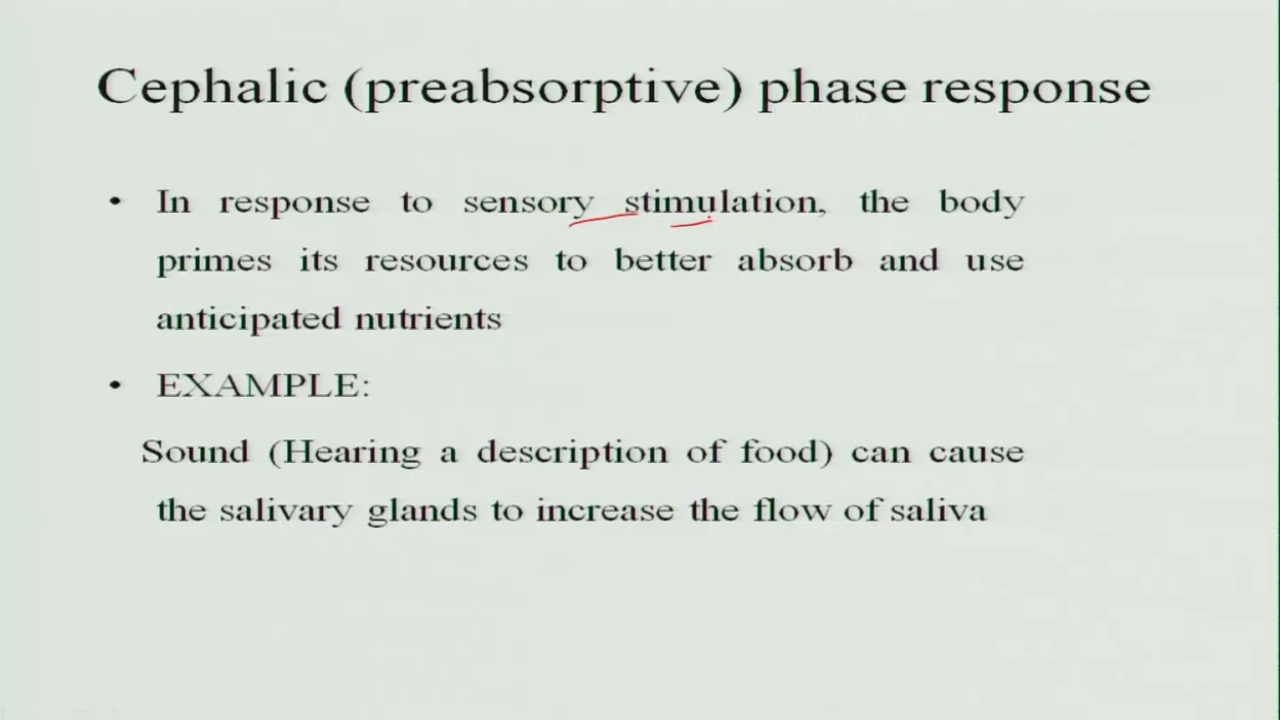 Cephalic (preabsorptive) phase response
• In response to sensory stimulation, the body
primes its resources to better absorb and use
anticipated nutrients
• EXAMPLE:
Sound (Hearing a description of food) can cause
the salivary glands to increase the flow of saliva